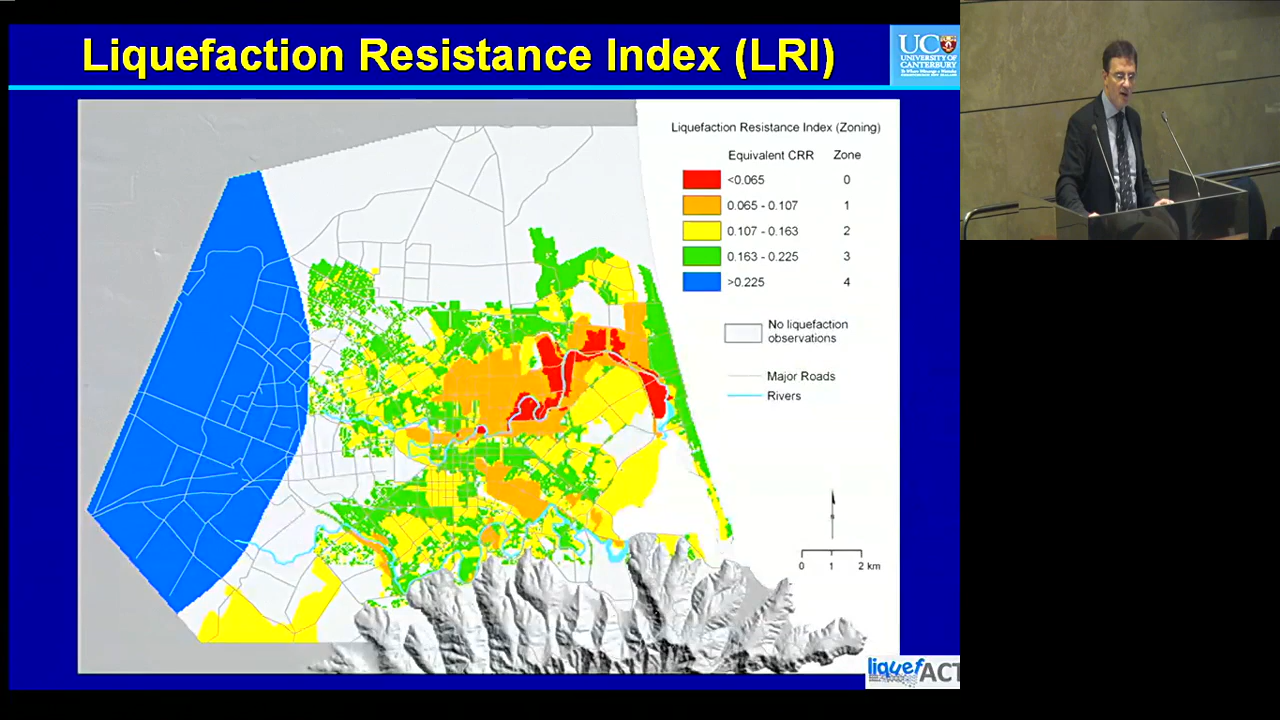 Liquefaction Resistance Index (LRI)
UC
UNIVERSITY OF
CANTERBURY
Liquefaction Resistance Index (Zoning)
Equivalent CRR Zone
<0.065 0
0.065 - 0.107 1
0.107 - 0.163 2
0.163 - 0.225 3
>0.225 4
No liquefaction
observations
Major Roads
Rivers
0 1 2 km
liquefACT